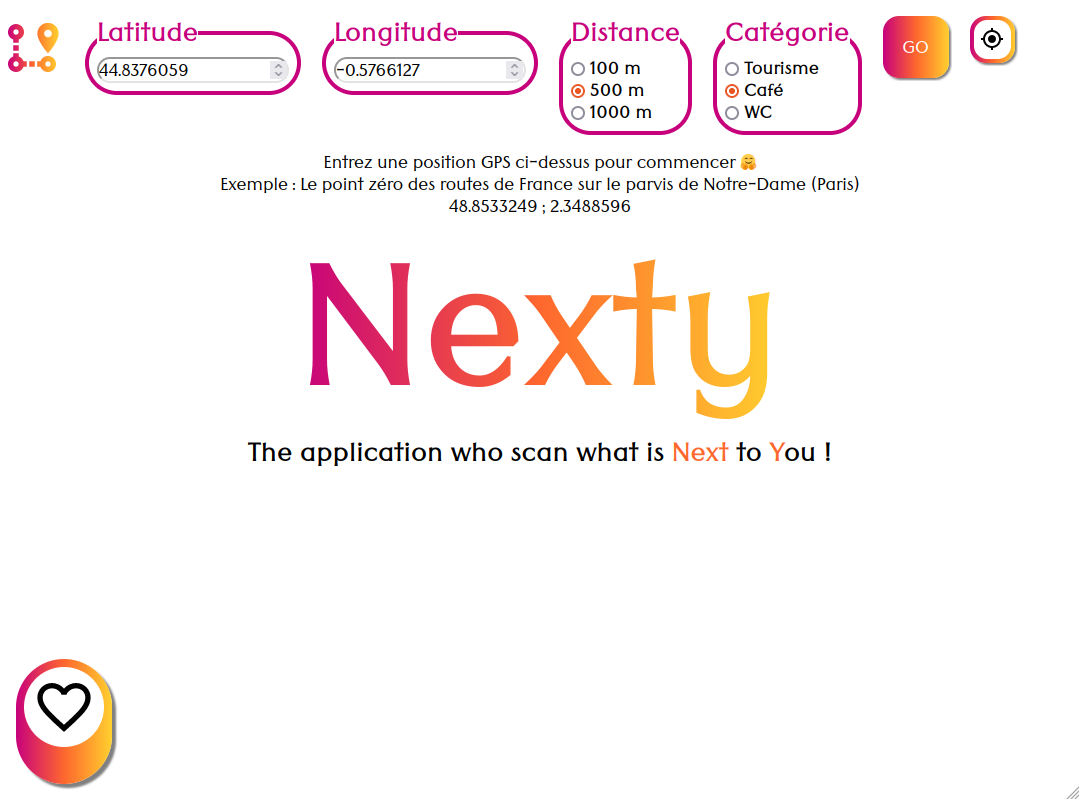 Latitude
44.8376059
Longitude
-0.5766127
Distance
100 m
500 m
1000 m
Catégorie
Tourisme
Café
WC
GO
Entrez une position GPS ci-dessus pour commencer 🤗
Exemple : Le point zéro des routes de France sur le parvis de Notre-Dame (Paris)
48.8533249 ; 2.3488596
Nexty
The application who scan what is Next to You !